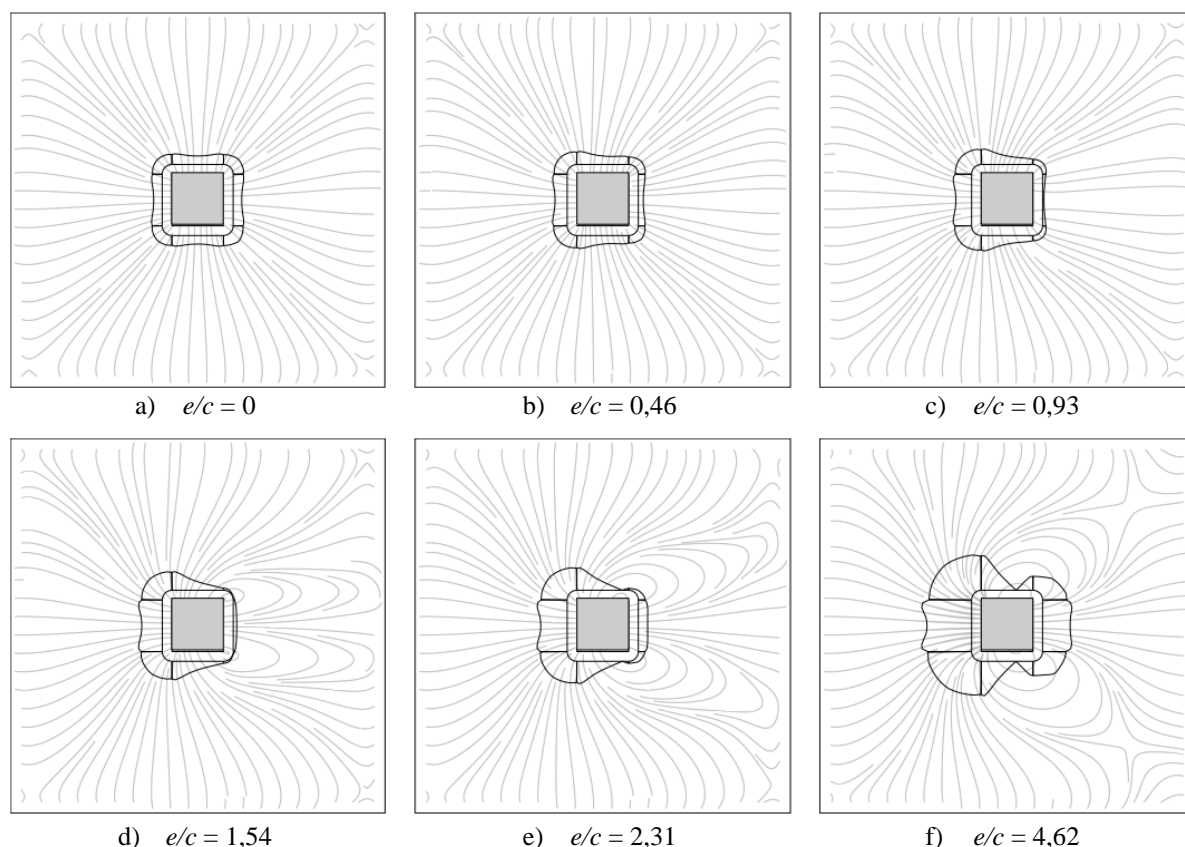 a) e/c = 0
b) e/c = 0,46
c) e/c = 0,93
d) e/c = 1,54
e) e/c = 2,31
f) e/c = 4,62